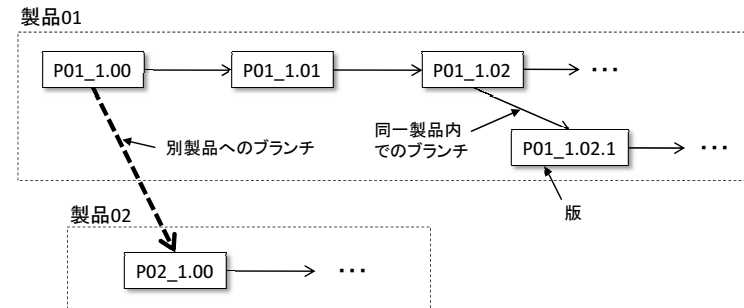 製品01
P01_1.00
P01_1.01
P01_1.02
･･･
別製品へのブランチ
同一製品内
でのブランチ
P01_1.02.1
･･･
版
製品02
P02_1.00
･･･